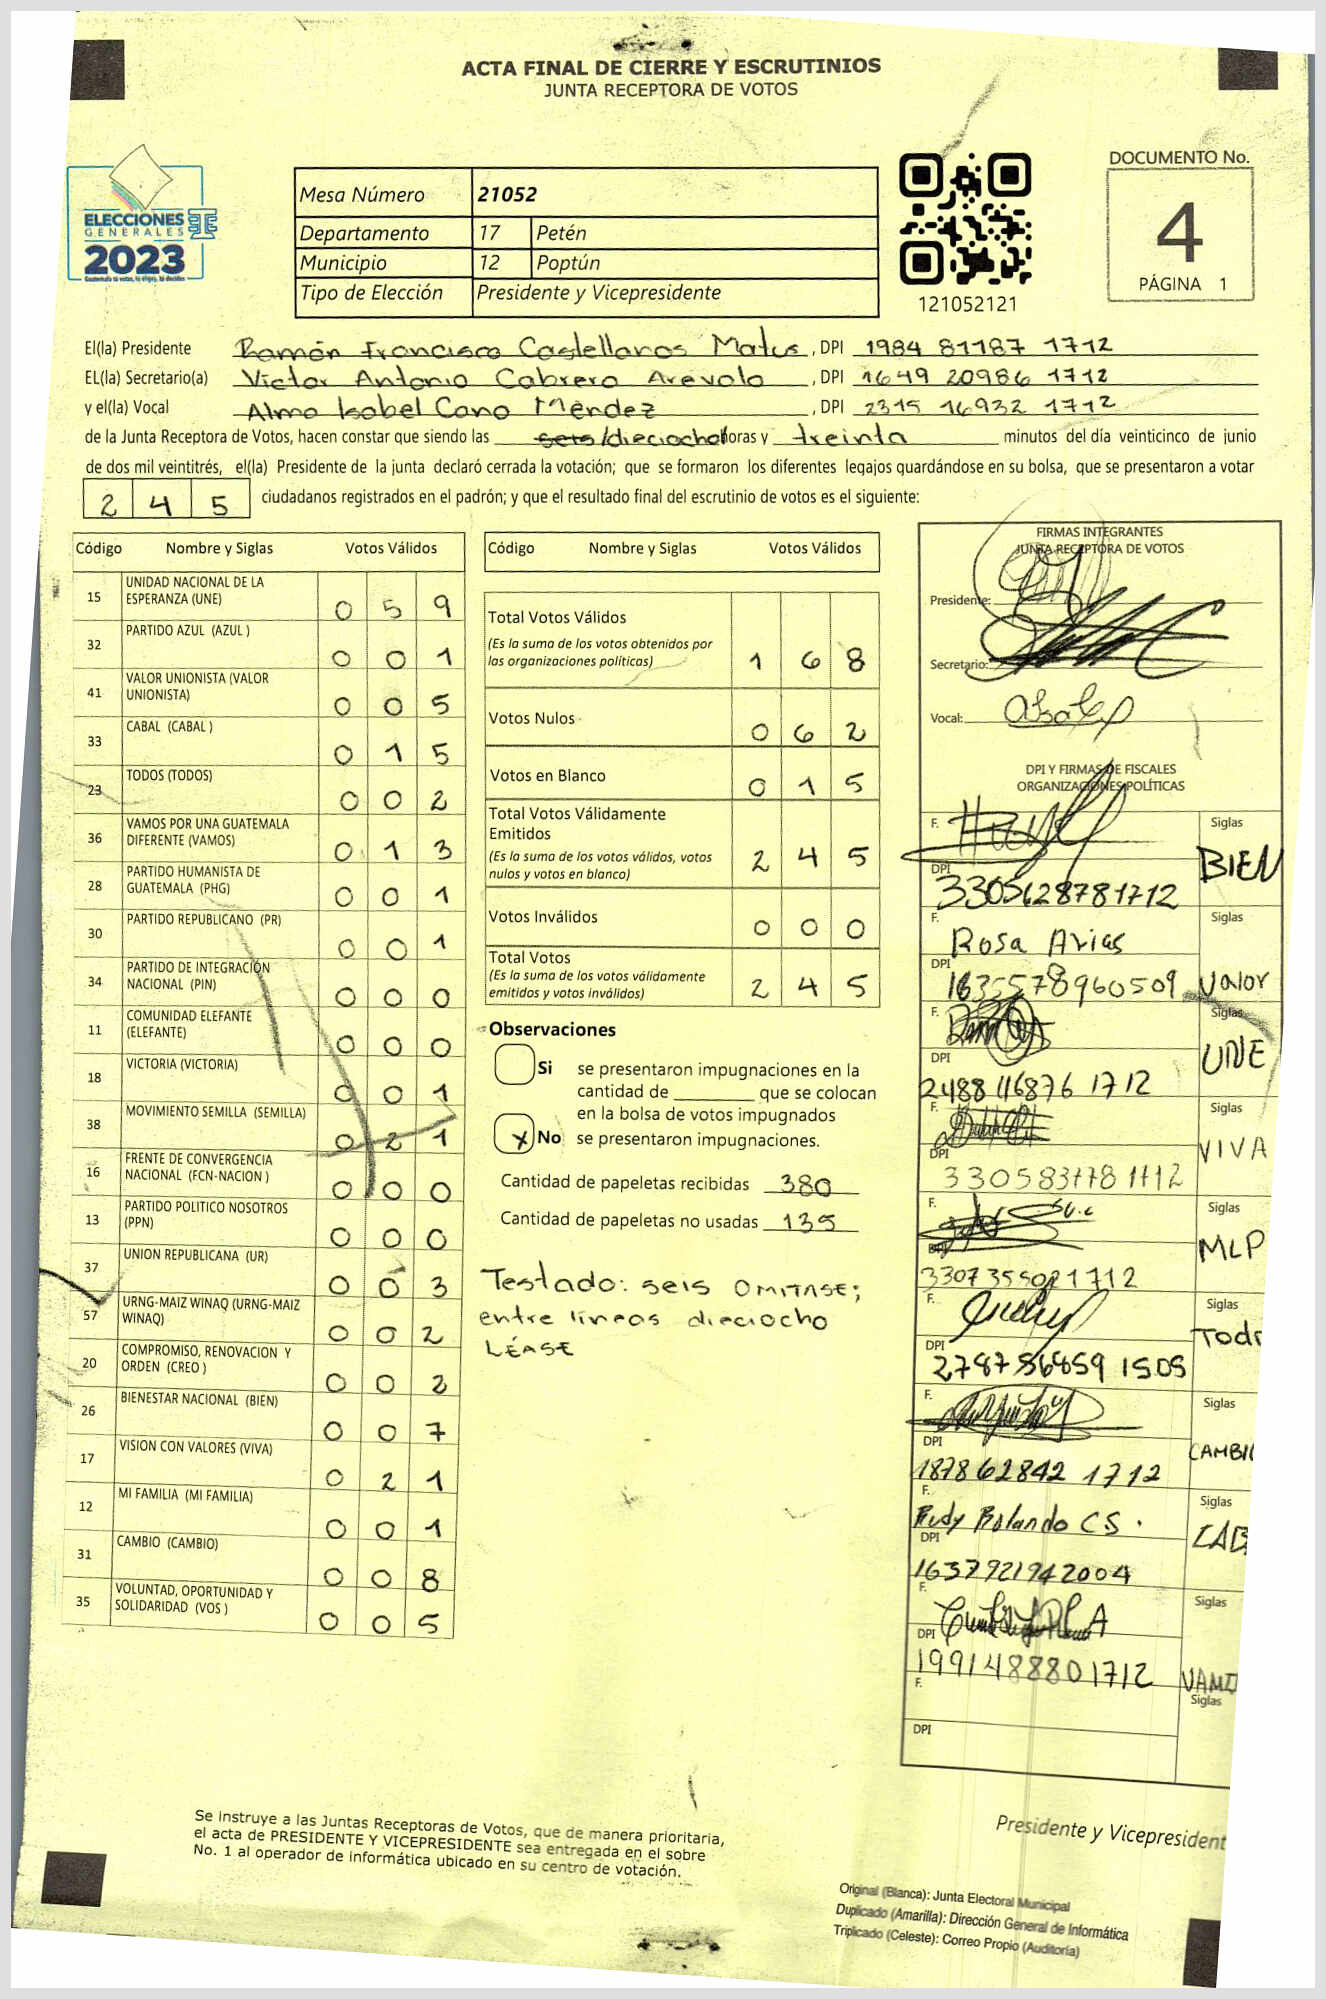 ACTA FINAL DE CIERRE Y ESCRUTINIOS
JUNTA RECEPTORA DE VOTOS
ELECCIONES
GENERALES
2023
Guatemala tú votas, tú eliges, tú decides
Mesa Número 21052
Departamento 17 Petén
Municipio 12 Poptún
Tipo de Elección Presidente y Vicepresidente
121052121
DOCUMENTO No.
4
PÁGINA 1
El(la) Presidente Ramón Francisco Castellanos Matus, DPI 1984 81187 1712
EL(la) Secretario(a) Victor Antonio Cabrera Arevalo, DPI 1649 20986 1712
y el(la) Vocal Alma Isabel Cano Méndez, DPI 2315 16932 1712
de la Junta Receptora de Votos, hacen constar que siendo las seis/dieciocho horas y treinta minutos del día veinticinco de junio
de dos mil veintitrés, el(la) Presidente de la junta declaró cerrada la votación; que se formaron los diferentes legajos guardándose en su bolsa, que se presentaron a votar
2 4 5 ciudadanos registrados en el padrón; y que el resultado final del escrutinio de votos es el siguiente:
Código Nombre y Siglas Votos Válidos
15 UNIDAD NACIONAL DE LA ESPERANZA (UNE) 0 5 9
32 PARTIDO AZUL (AZUL ) 0 0 1
41 VALOR UNIONISTA (VALOR UNIONISTA) 0 0 5
33 CABAL (CABAL ) 0 1 5
23 TODOS (TODOS) 0 0 2
36 VAMOS POR UNA GUATEMALA DIFERENTE (VAMOS) 0 1 3
28 PARTIDO HUMANISTA DE GUATEMALA (PHG) 0 0 1
30 PARTIDO REPUBLICANO (PR) 0 0 1
34 PARTIDO DE INTEGRACIÓN NACIONAL (PIN) 0 0 0
11 COMUNIDAD ELEFANTE (ELEFANTE) 0 0 0
18 VICTORIA (VICTORIA) 0 0 1
38 MOVIMIENTO SEMILLA (SEMILLA) 0 2 1
16 FRENTE DE CONVERGENCIA NACIONAL (FCN-NACION ) 0 0 0
13 PARTIDO POLITICO NOSOTROS (PPN) 0 0 0
37 UNION REPUBLICANA (UR) 0 0 3
57 URNG-MAIZ WINAQ (URNG-MAIZ WINAQ) 0 0 2
20 COMPROMISO, RENOVACION Y ORDEN (CREO ) 0 0 2
26 BIENESTAR NACIONAL (BIEN) 0 0 7
17 VISION CON VALORES (VIVA) 0 2 1
12 MI FAMILIA (MI FAMILIA) 0 0 1
31 CAMBIO (CAMBIO) 0 0 8
35 VOLUNTAD, OPORTUNIDAD Y SOLIDARIDAD (VOS ) 0 0 5
Código Nombre y Siglas Votos Válidos
Total Votos Válidos
(Es la suma de los votos obtenidos por
las organizaciones políticas) 1 6 8
Votos Nulos 0 6 2
Votos en Blanco 0 1 5
Total Votos Válidamente
Emitidos
(Es la suma de los votos válidos, votos
nulos y votos en blanco) 2 4 5
Votos Inválidos 0 0 0
Total Votos
(Es la suma de los votos válidamente
emitidos y votos inválidos) 2 4 5
Observaciones
Si se presentaron impugnaciones en la
cantidad de ________ que se colocan
en la bolsa de votos impugnados
x No se presentaron impugnaciones.
Cantidad de papeletas recibidas 380
Cantidad de papeletas no usadas 135
Testado: seis OMITASE;
entre líneas dieciocho
LÉASE
FIRMAS INTEGRANTES
JUNTA RECEPTORA DE VOTOS
Presidente:
Secretario:
Vocal:
DPI Y FIRMAS DE FISCALES
ORGANIZACIONES POLÍTICAS
F. Siglas BIEN
DPI 3305628781712
F. Rosa Arias Siglas Valor
DPI 1635578960509
F. Siglas UNE
DPI 2488 116876 1712
F. Siglas VIVA
DPI
F. Siglas MLP
DPI
F. Siglas Todo
DPI 278756859 1505
F. Siglas CAMBIO
DPI 1878 62842 1712
F. Rudy Rolando C S. Siglas CAB
DPI 1637921942004
F. Siglas VAMO
DPI 1991488801712
F. Siglas
DPI
Se instruye a las Juntas Receptoras de Votos, que de manera prioritaria,
el acta de PRESIDENTE Y VICEPRESIDENTE sea entregada en el sobre
No. 1 al operador de informática ubicado en su centro de votación.
Presidente y Vicepresident
Original (Blanca): Junta Electoral Municipal
Duplicado (Amarilla): Dirección General de Informática
Triplicado (Celeste): Correo Propio (Auditoría)